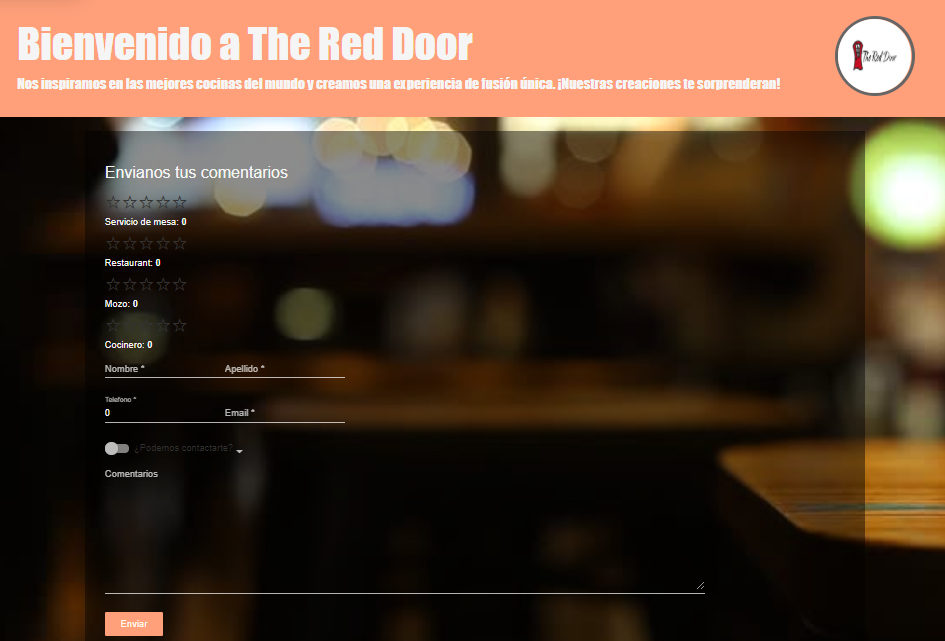 Bienvenido a The Red Door
Nos inspiramos en las mejores cocinas del mundo y creamos una experiencia de fusión única. ¡Nuestras creaciones te sorprenderan!
The Red Door
Envianos tus comentarios
Servicio de mesa: 0
Restaurant: 0
Mozo: 0
Cocinero: 0
Nombre * Apellido *
Telefono *
0 Email *
¿Podemos contactarte?
Comentarios
Enviar